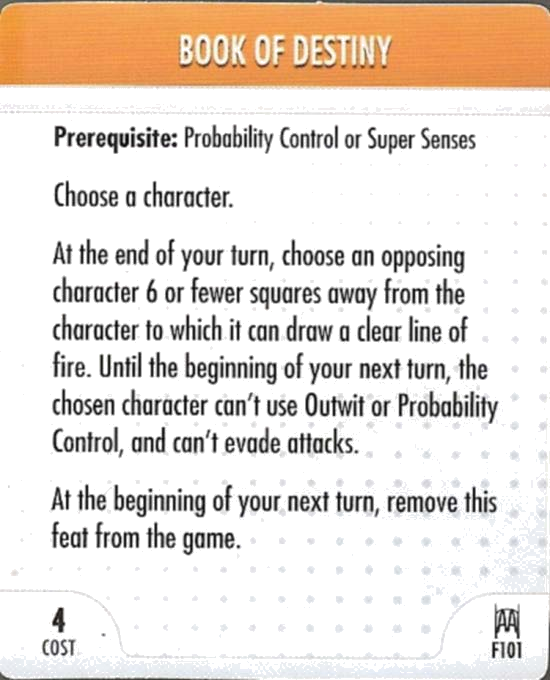 BOOK OF DESTINY
Prerequisite: Probability Control or Super Senses
Choose a character.
At the end of your turn, choose an opposing
character 6 or fewer squares away from the
character to which it can draw a clear line of
fire. Until the beginning of your next turn, the
chosen character can't use Outwit or Probability
Control, and can't evade attacks.
At the beginning of your next turn, remove this
feat from the game.
4
COST
AA
F101